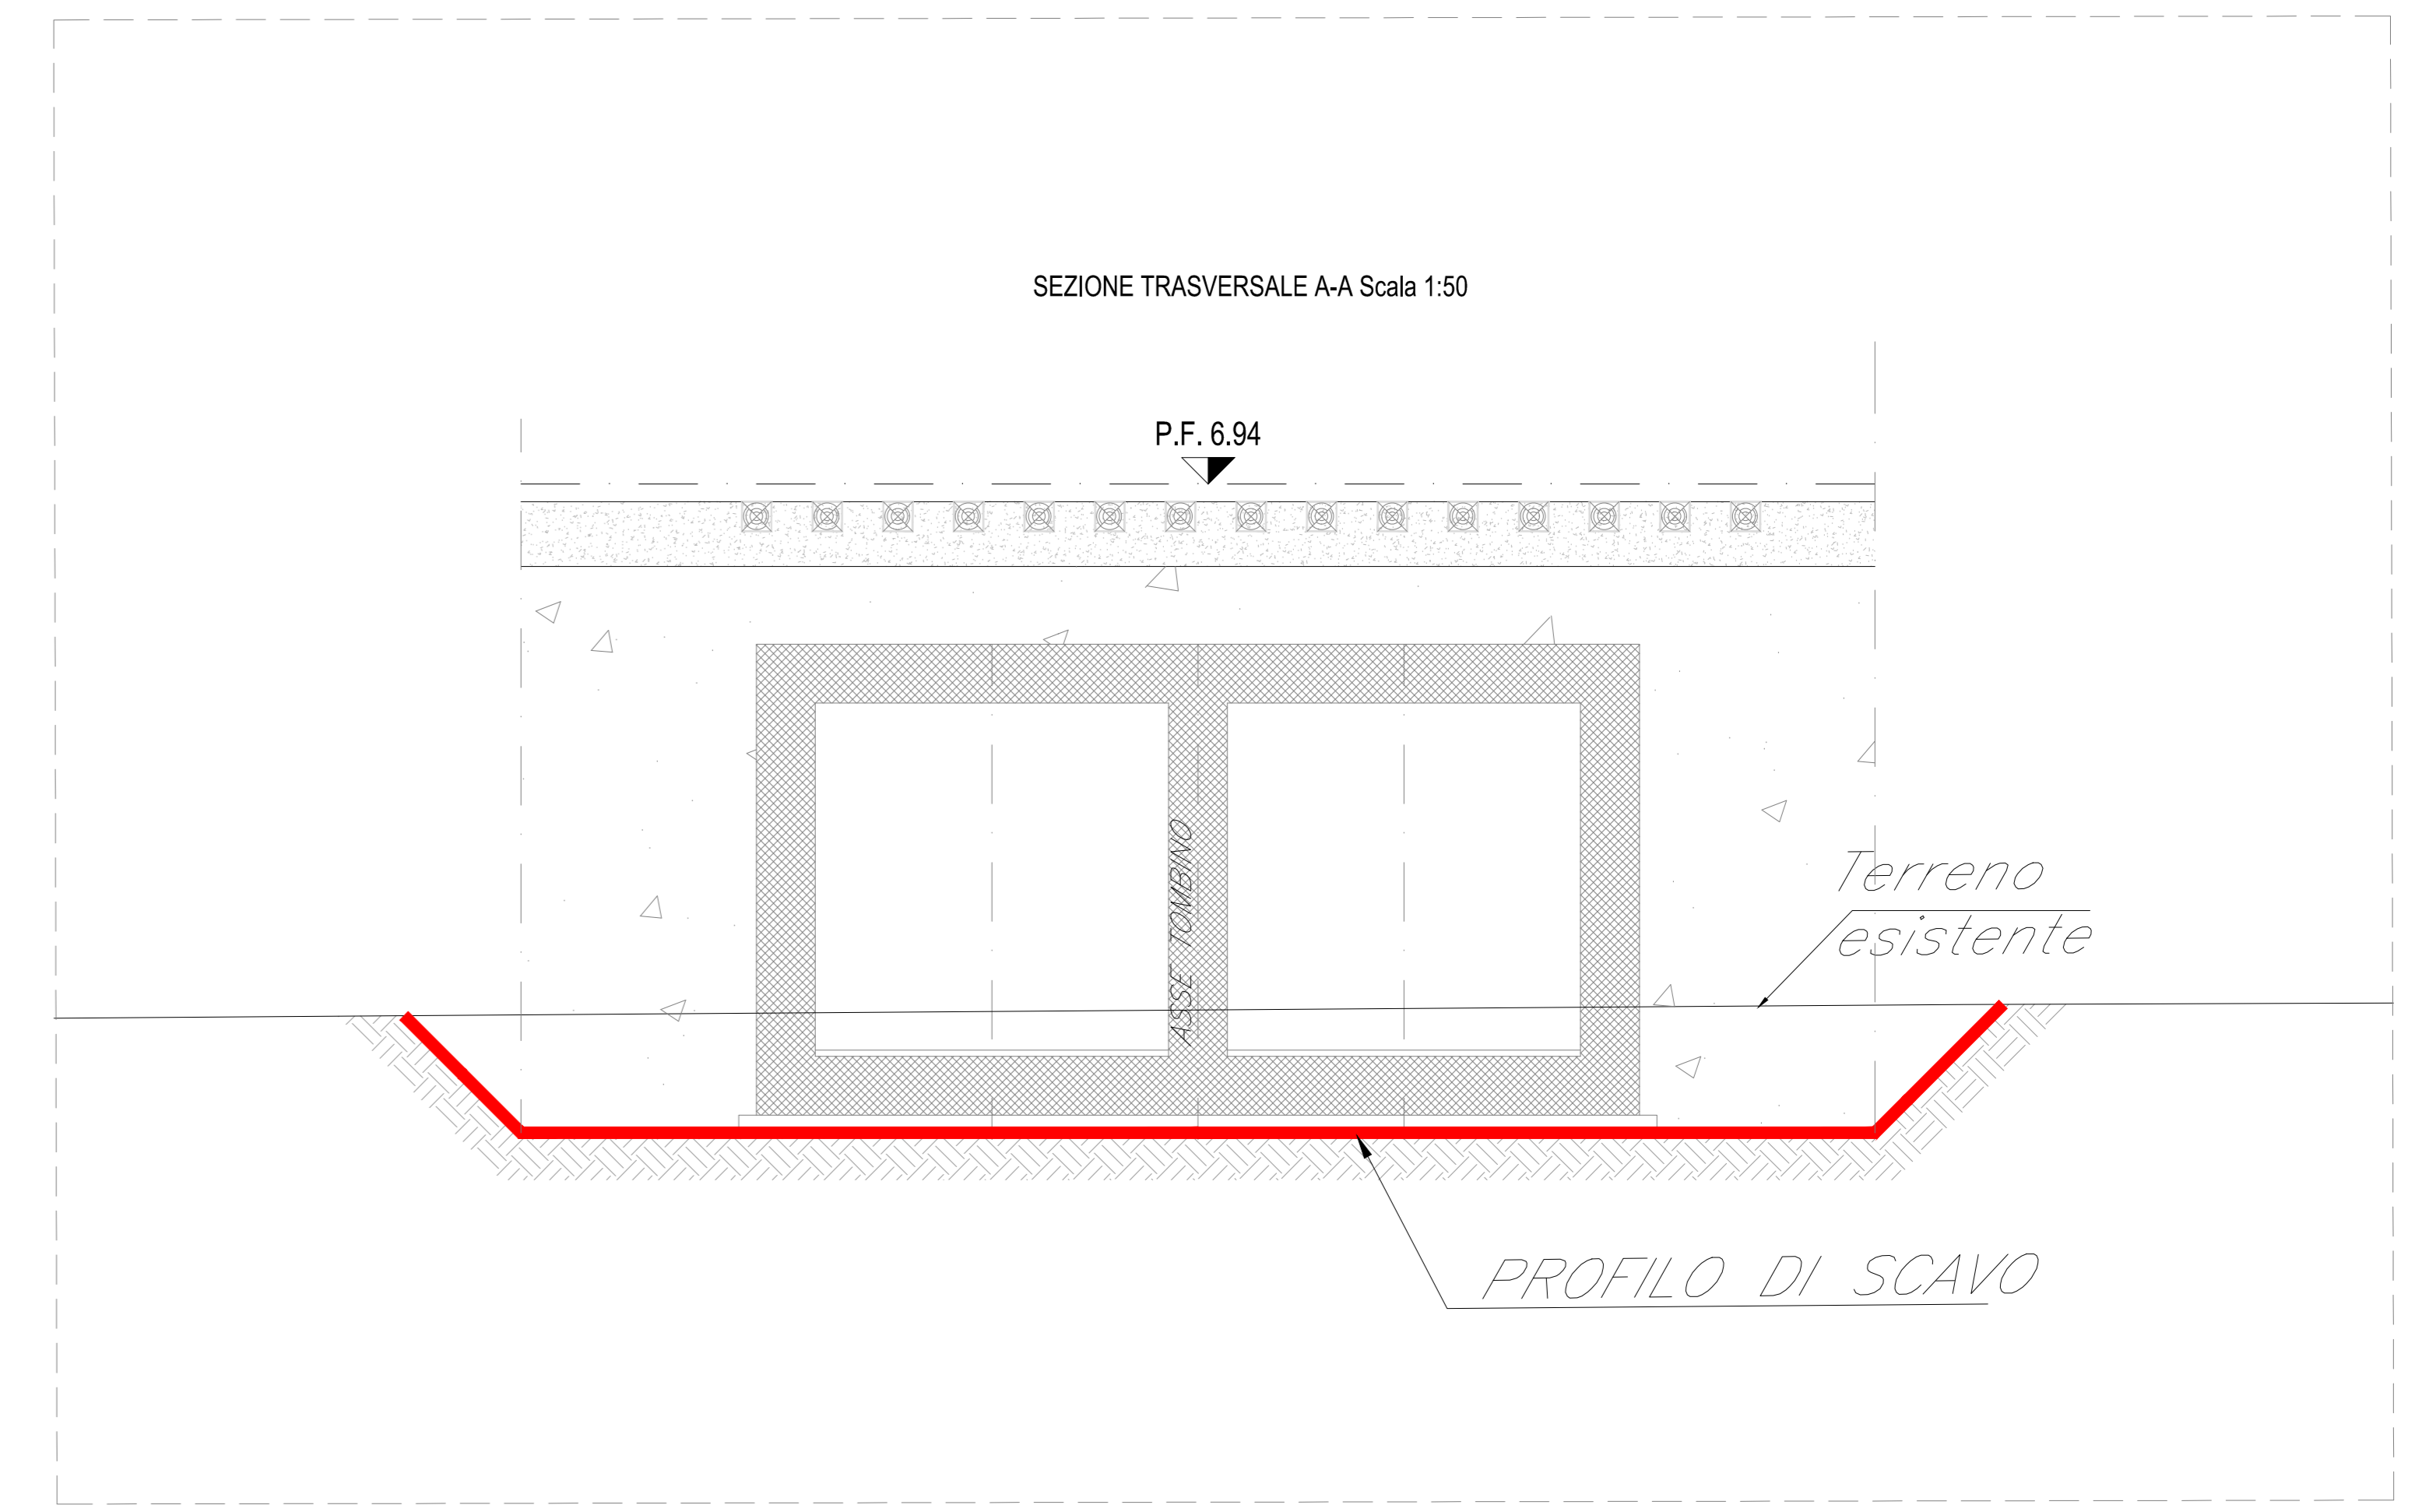 SEZIONE TRASVERSALE A-A Scala 1:50
P.F. 6.94
ASSE TOMBINO
Terreno
esistente
PROFILO DI SCAVO